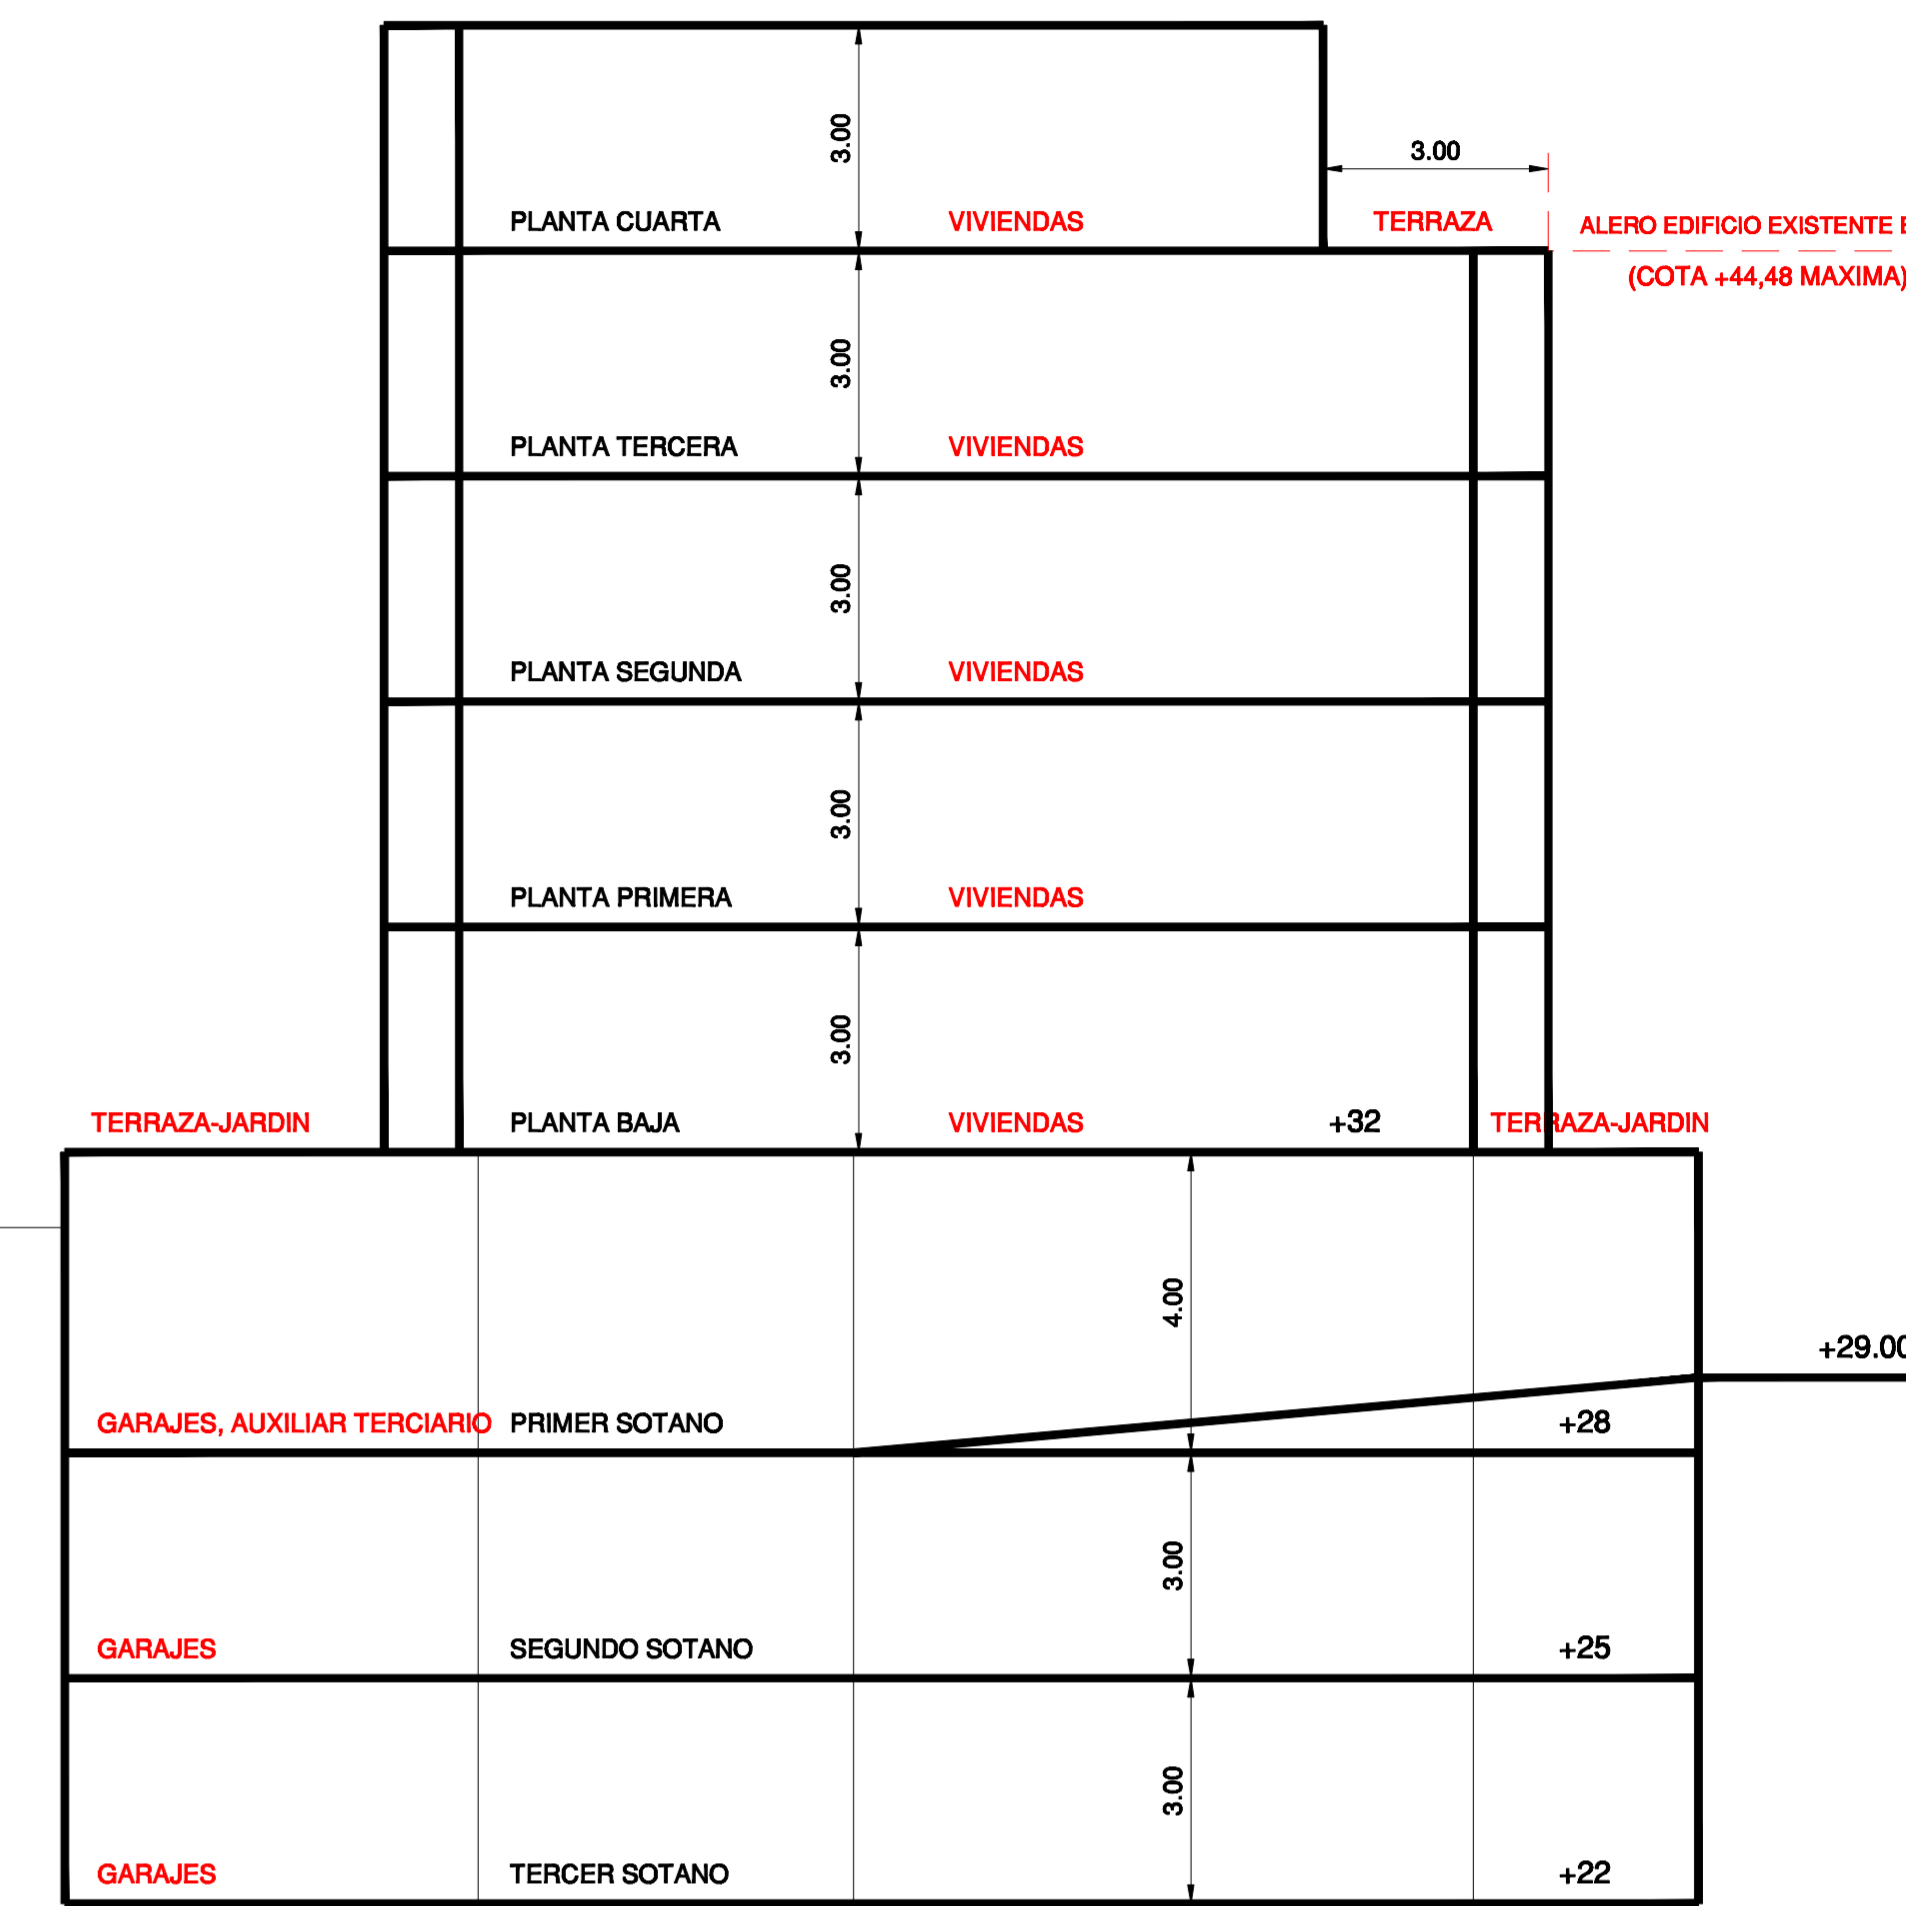 3.00
3.00
PLANTA CUARTA VIVIENDAS TERRAZA ALERO EDIFICIO EXISTENTE
(COTA +44,48 MAXIMA)
3.00
PLANTA TERCERA VIVIENDAS
3.00
PLANTA SEGUNDA VIVIENDAS
3.00
PLANTA PRIMERA VIVIENDAS
3.00
TERRAZA-JARDIN PLANTA BAJA VIVIENDAS +32 TERRAZA-JARDIN
4.00
+29.00
GARAJES, AUXILIAR TERCIARIO PRIMER SOTANO +28
3.00
GARAJES SEGUNDO SOTANO +25
3.00
GARAJES TERCER SOTANO +22